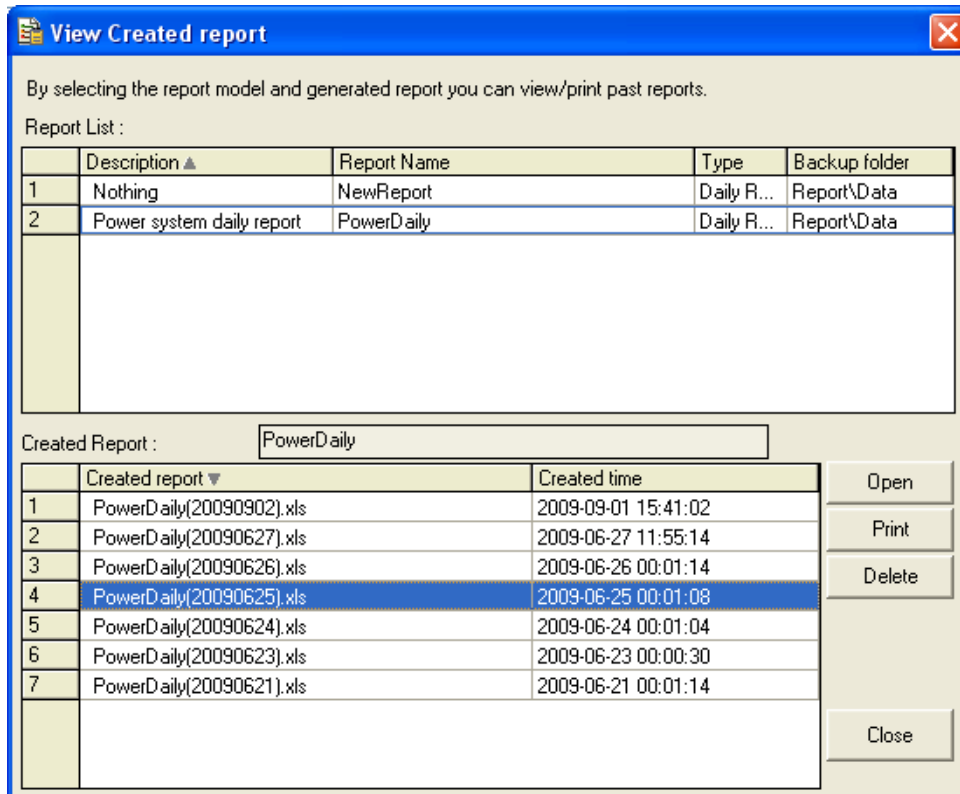 View Created report
By selecting the report model and generated report you can view/print past reports.
Report List :
Description Report Name Type Backup folder
1 Nothing NewReport Daily R... Report\Data
2 Power system daily report PowerDaily Daily R... Report\Data
Created Report : PowerDaily
Created report Created time
1 PowerDaily(20090902).xls 2009-09-01 15:41:02
2 PowerDaily(20090627).xls 2009-06-27 11:55:14
3 PowerDaily(20090626).xls 2009-06-26 00:01:14
4 PowerDaily(20090625).xls 2009-06-25 00:01:08
5 PowerDaily(20090624).xls 2009-06-24 00:01:04
6 PowerDaily(20090623).xls 2009-06-23 00:00:30
7 PowerDaily(20090621).xls 2009-06-21 00:01:14
Open
Print
Delete
Close